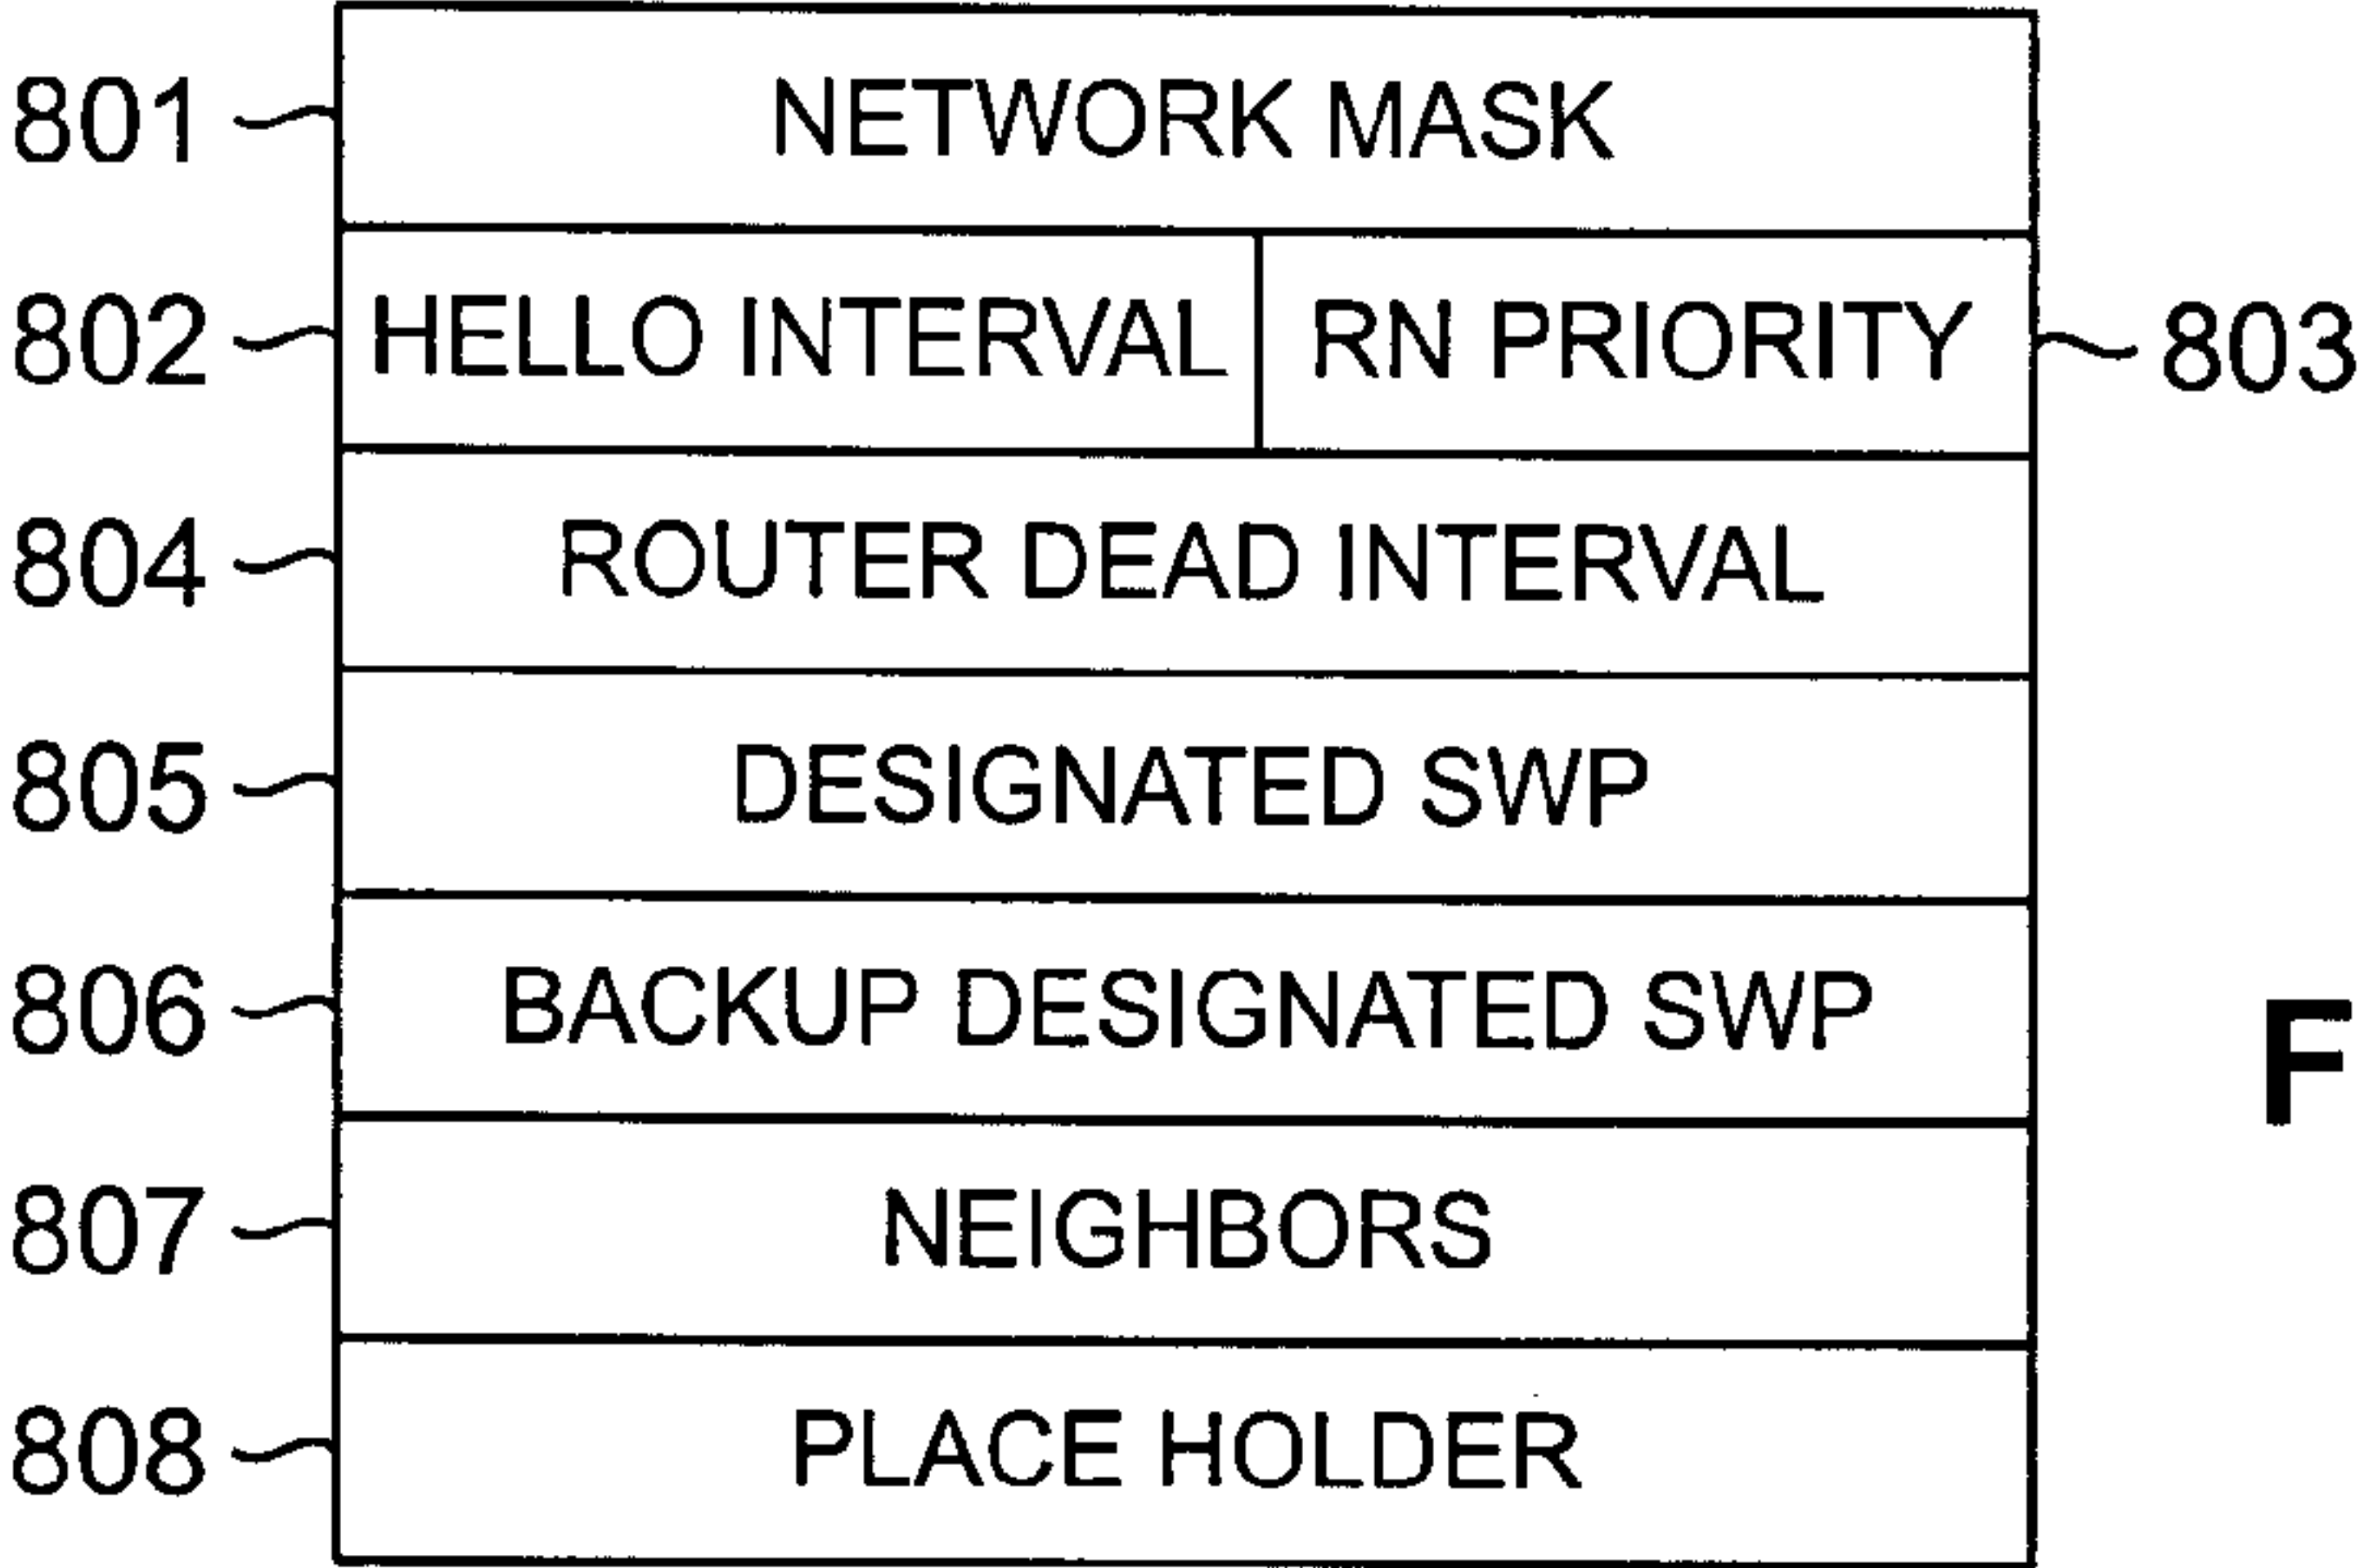 801 NETWORK MASK
802 HELLO INTERVAL RN PRIORITY 803
804 ROUTER DEAD INTERVAL
805 DESIGNATED SWP
806 BACKUP DESIGNATED SWP
F
807 NEIGHBORS
808 PLACE HOLDER